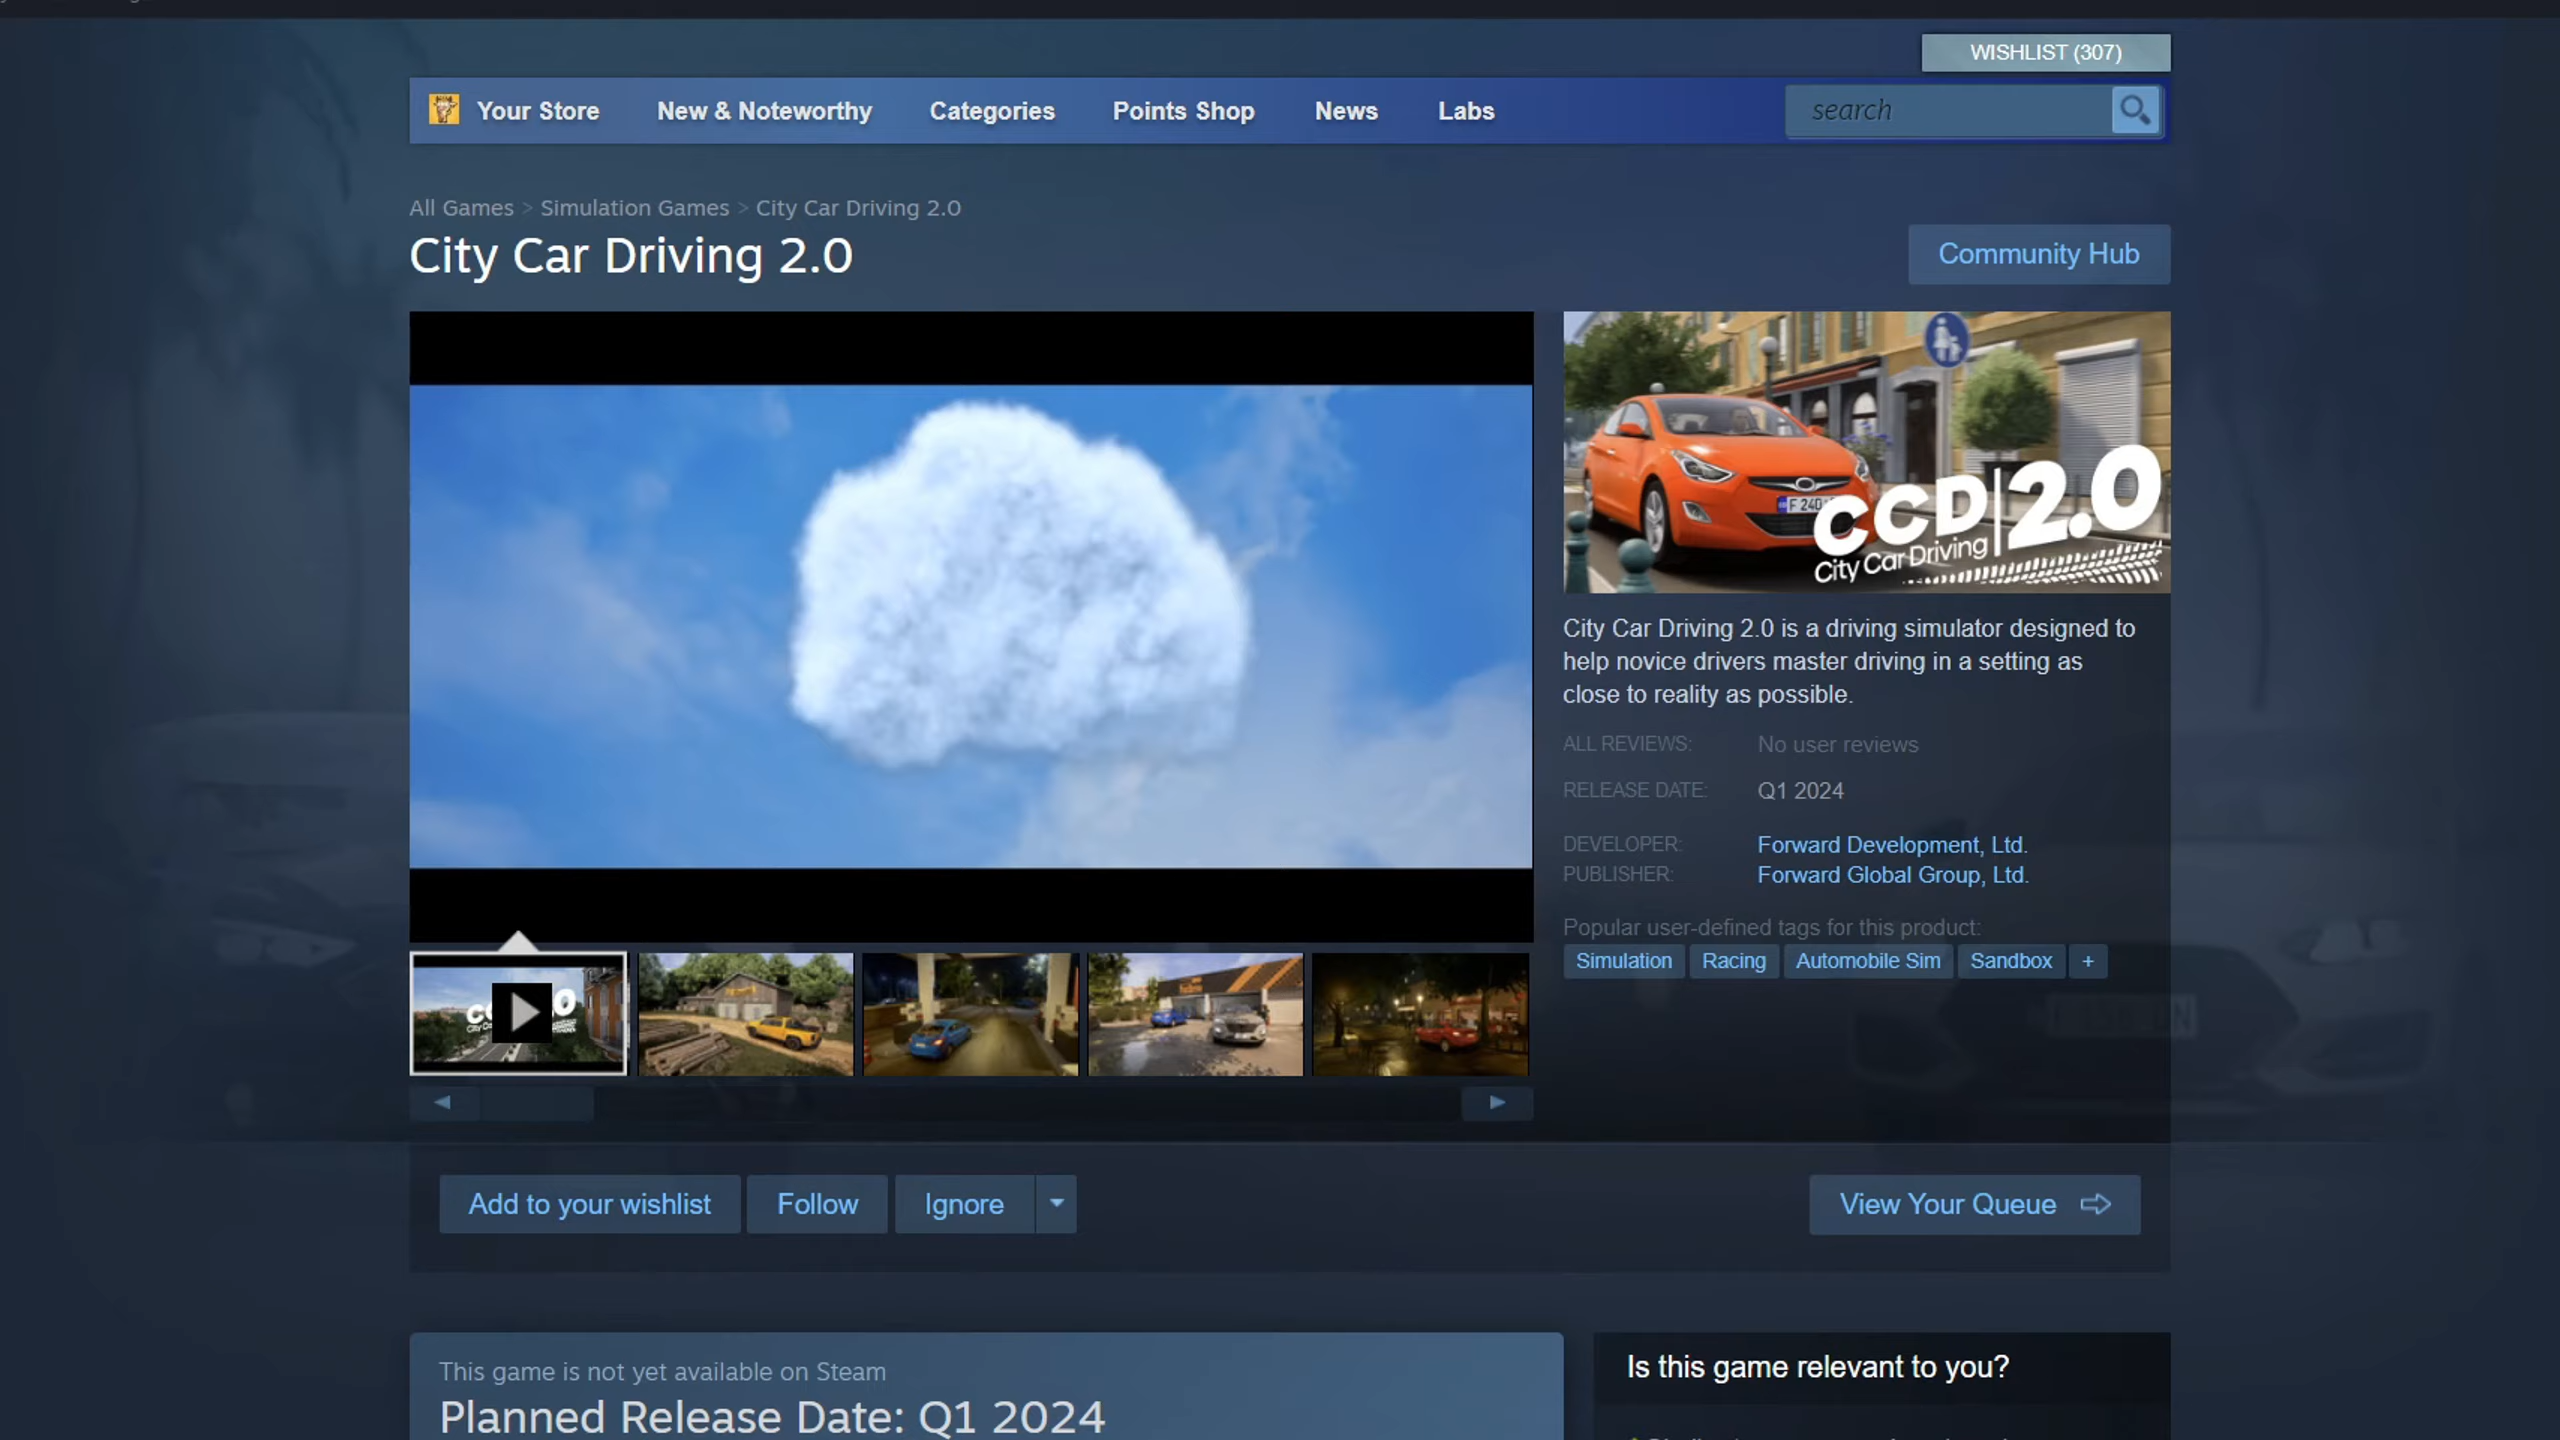 WISHLIST (307)
Your Store
New & Noteworthy
Categories
Points Shop
News
Labs
search
All Games > Simulation Games > City Car Driving 2.0
City Car Driving 2.0
Community Hub
F 240
CCD|2.0
City Car Driving
City Car Driving 2.0 is a driving simulator designed to
help novice drivers master driving in a setting as
close to reality as possible.
ALL REVIEWS: No user reviews
RELEASE DATE: Q1 2024
DEVELOPER: Forward Development, Ltd.
PUBLISHER: Forward Global Group, Ltd.
Popular user-defined tags for this product:
Simulation Racing Automobile Sim Sandbox +
Add to your wishlist
Follow
Ignore
View Your Queue
This game is not yet available on Steam
Planned Release Date: Q1 2024
Is this game relevant to you?